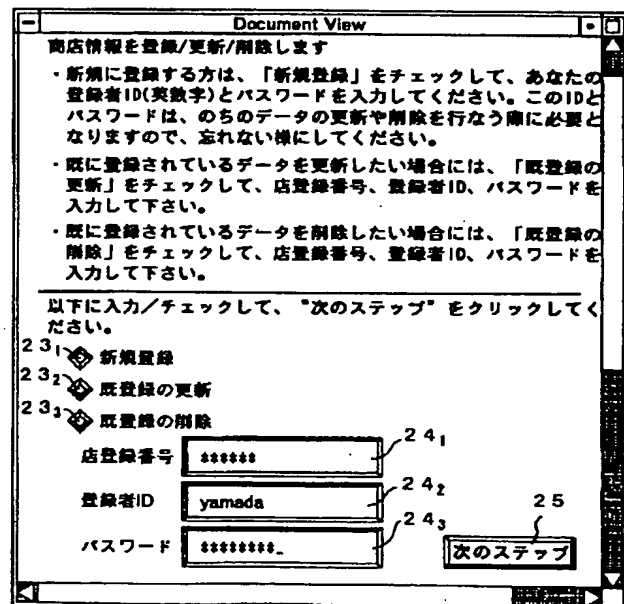 Document View
商店情報を登録/更新/削除します
・新規に登録する方は、「新規登録」をチェックして、あなたの
登録者ID(英数字)とパスワードを入力してください。このIDと
パスワードは、のちのデータの更新や削除を行なう際に必要と
なりますので、忘れない様にしてください。
・既に登録されているデータを更新したい場合には、「既登録の
更新」をチェックして、店登録番号、登録者ID、パスワードを
入力して下さい。
・既に登録されているデータを削除したい場合には、「既登録の
削除」をチェックして、店登録番号、登録者ID、パスワードを
入力して下さい。
以下に入力/チェックして、"次のステップ"をクリックしてく
ださい。
23₁ 新規登録
23₂ 既登録の更新
23₃ 既登録の削除
店登録番号 ****** 24₁
登録者ID yamada 24₂
パスワード ********_ 24₃
25
次のステップ